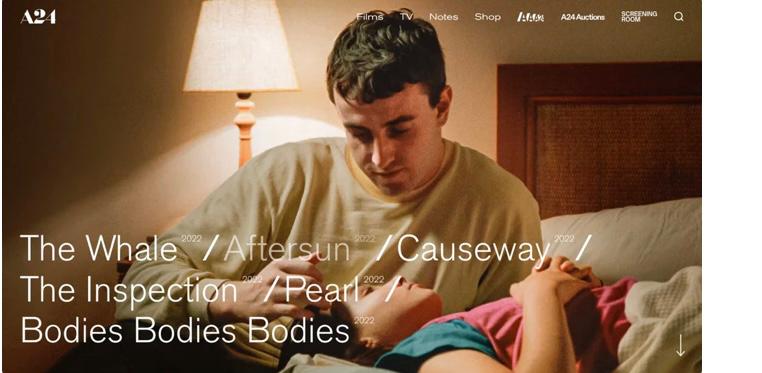 A24
Films TV Notes Shop AAA24 A24 Auctions SCREENING
ROOM
The Whale 2022 / Aftersun 2022 / Causeway 2022 /
The Inspection 2022 / Pearl 2022 /
Bodies Bodies Bodies 2022